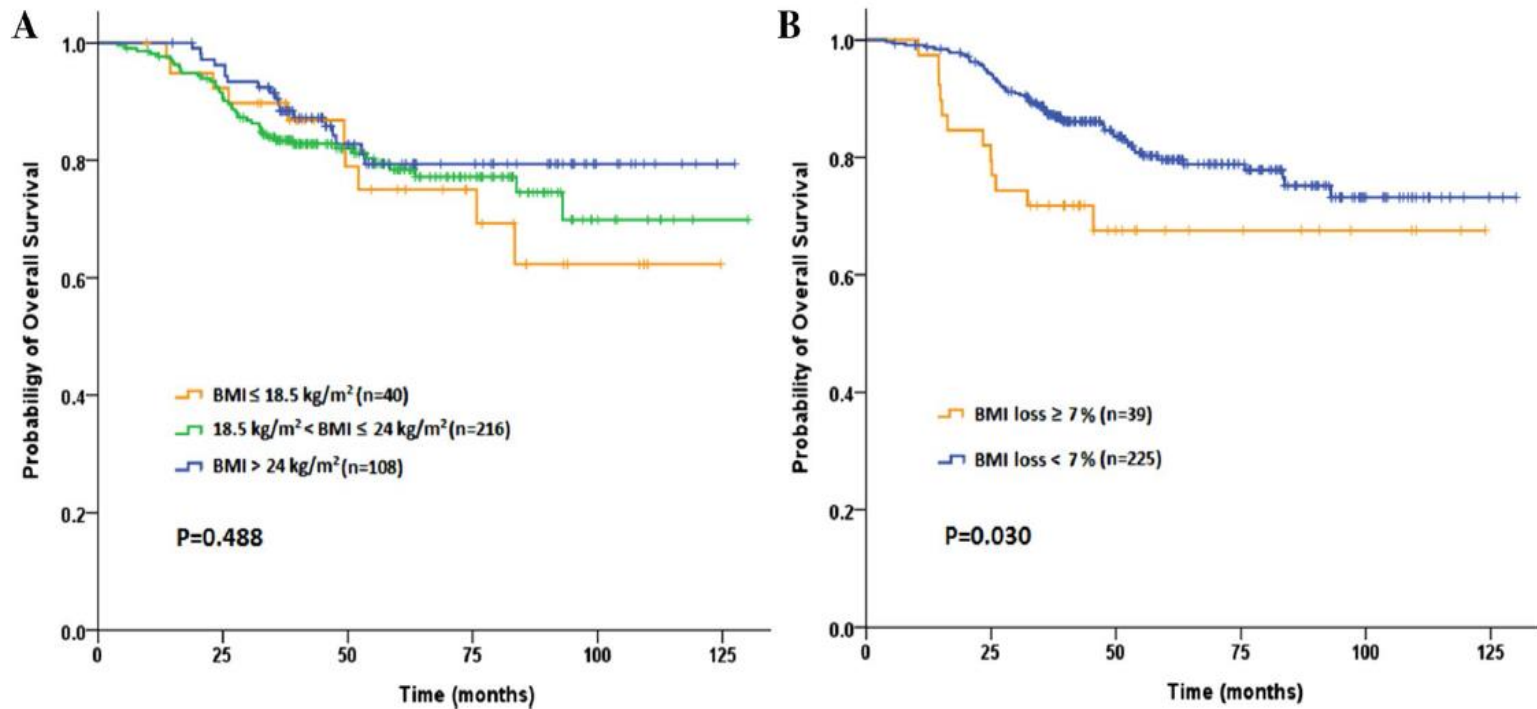 A
Probabiligy of Overall Survival
1.0
0.8
0.6
0.4
0.2
0.0
BMI ≤ 18.5 kg/m² (n=40)
18.5 kg/m² < BMI ≤ 24 kg/m² (n=216)
BMI > 24 kg/m² (n=108)
P=0.488
0 25 50 75 100 125
Time (months)
B
Probability of Overall Survival
1.0
0.8
0.6
0.4
0.2
0.0
BMI loss ≥ 7% (n=39)
BMI loss < 7% (n=225)
P=0.030
0 25 50 75 100 125
Time (months)